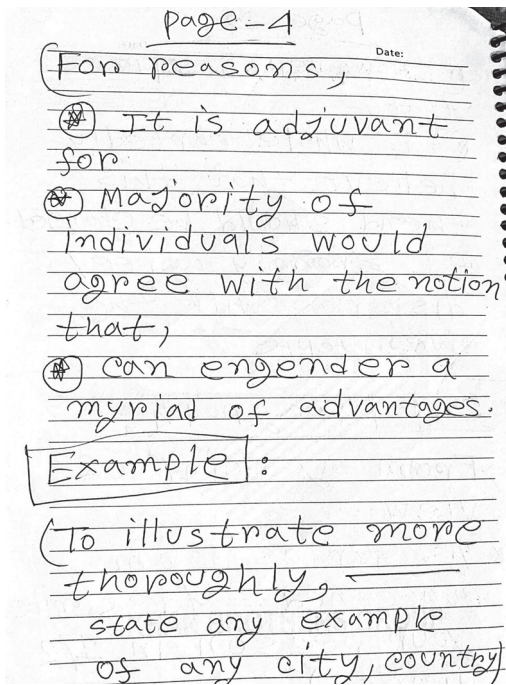 page-4
Date:
(For reasons,
It is adjuvant
for
Majority of
individuals would
agree with the notion
that,
can engender a
myriad of advantages.
Example:
(To illustrate more
thoroughly, ———
state any example
of any city, country)